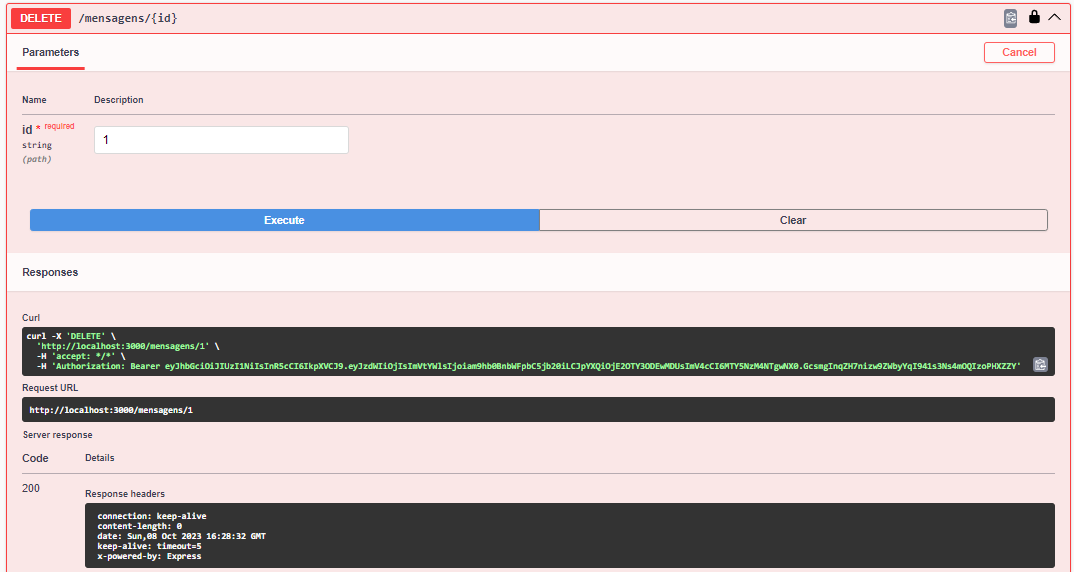 DELETE /mensagens/{id}
Parameters
Cancel
Name Description
id * required
string
(path)
1
Execute
Clear
Responses
Curl
curl -X 'DELETE' \
'http://localhost:3000/mensagens/1' \
-H 'accept: */*' \
-H 'Authorization: Bearer
Request URL
http://localhost:3000/mensagens/1
Server response
Code Details
200
Response headers
connection: keep-alive
content-length: 0
date: Sun,08 Oct 2023 16:28:32 GMT
keep-alive: timeout=5
x-powered-by: Express